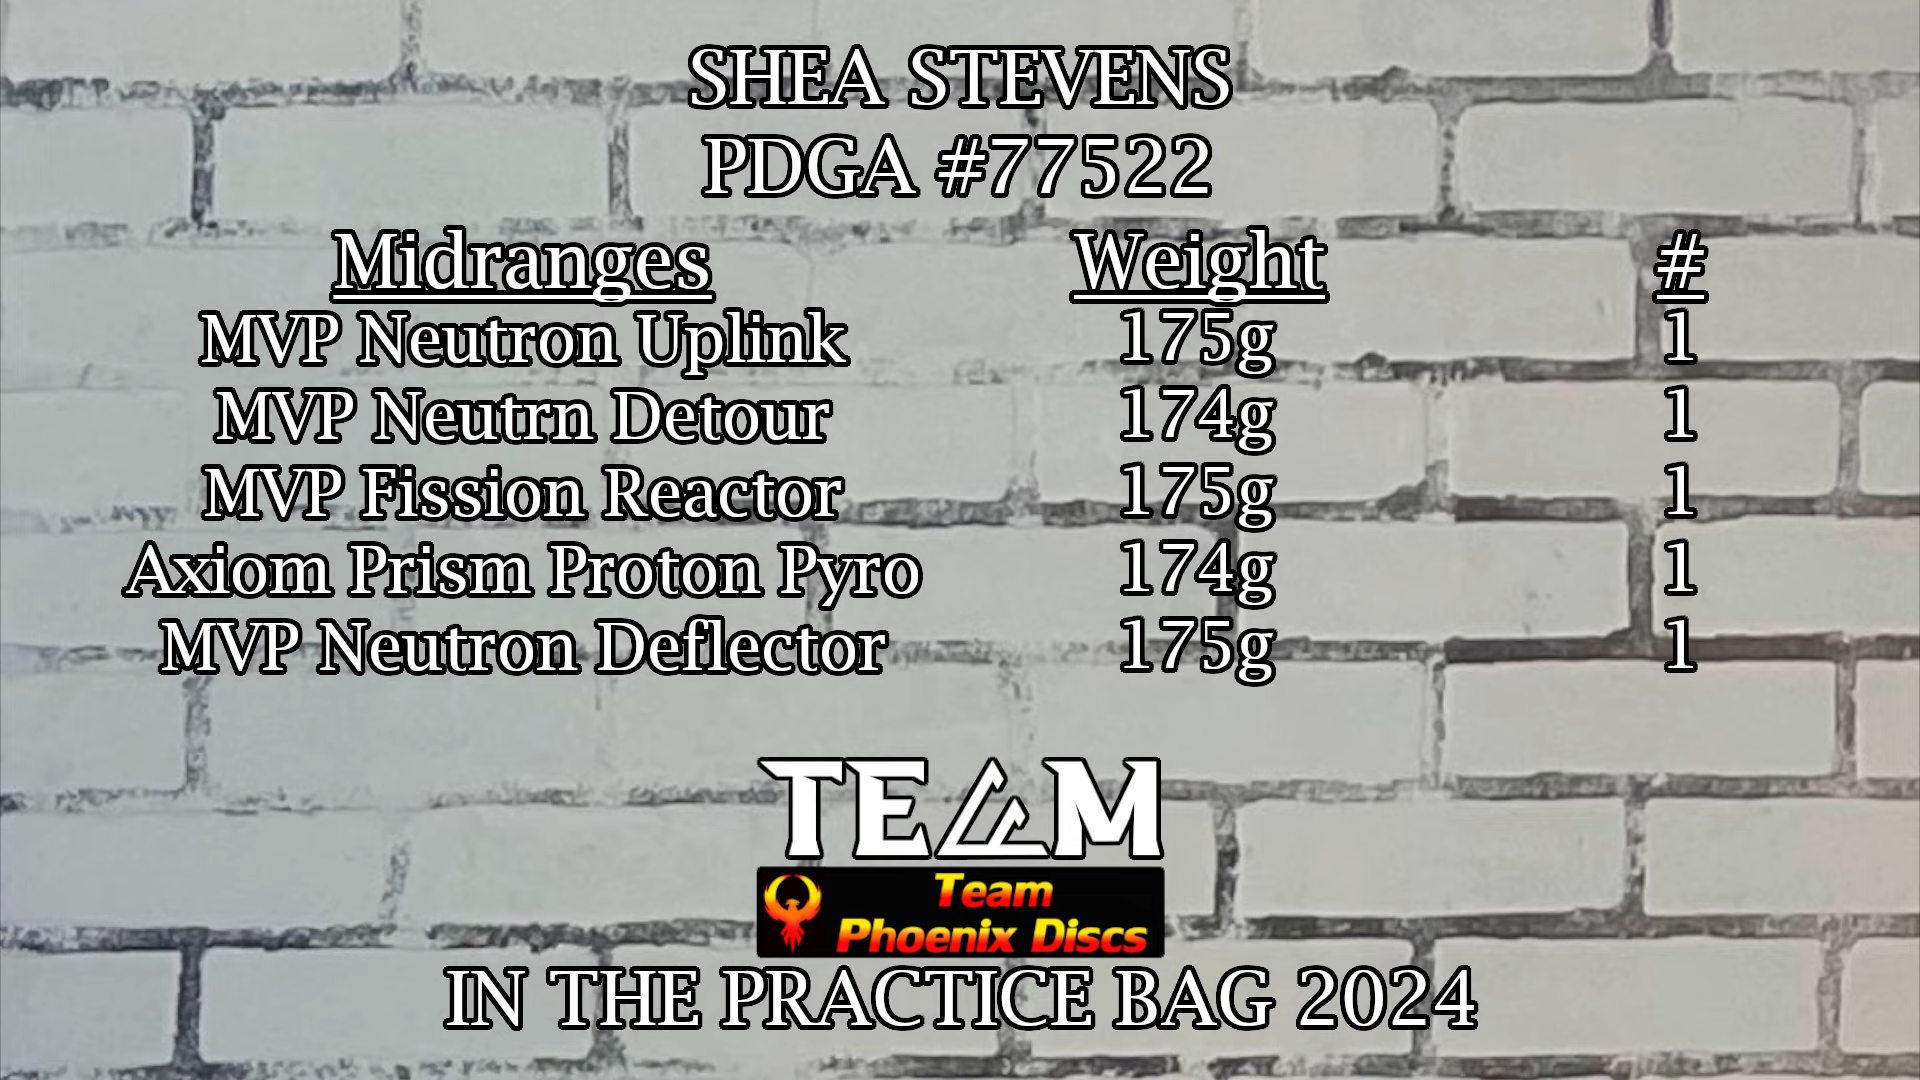 SHEA STEVENS
PDGA #77522
Midranges Weight #
MVP Neutron Uplink 175g 1
MVP Neutrn Detour 174g 1
MVP Fission Reactor 175g 1
Axiom Prism Proton Pyro 174g 1
MVP Neutron Deflector 175g 1
TEAM
Team
Phoenix Discs
IN THE PRACTICE BAG 2024